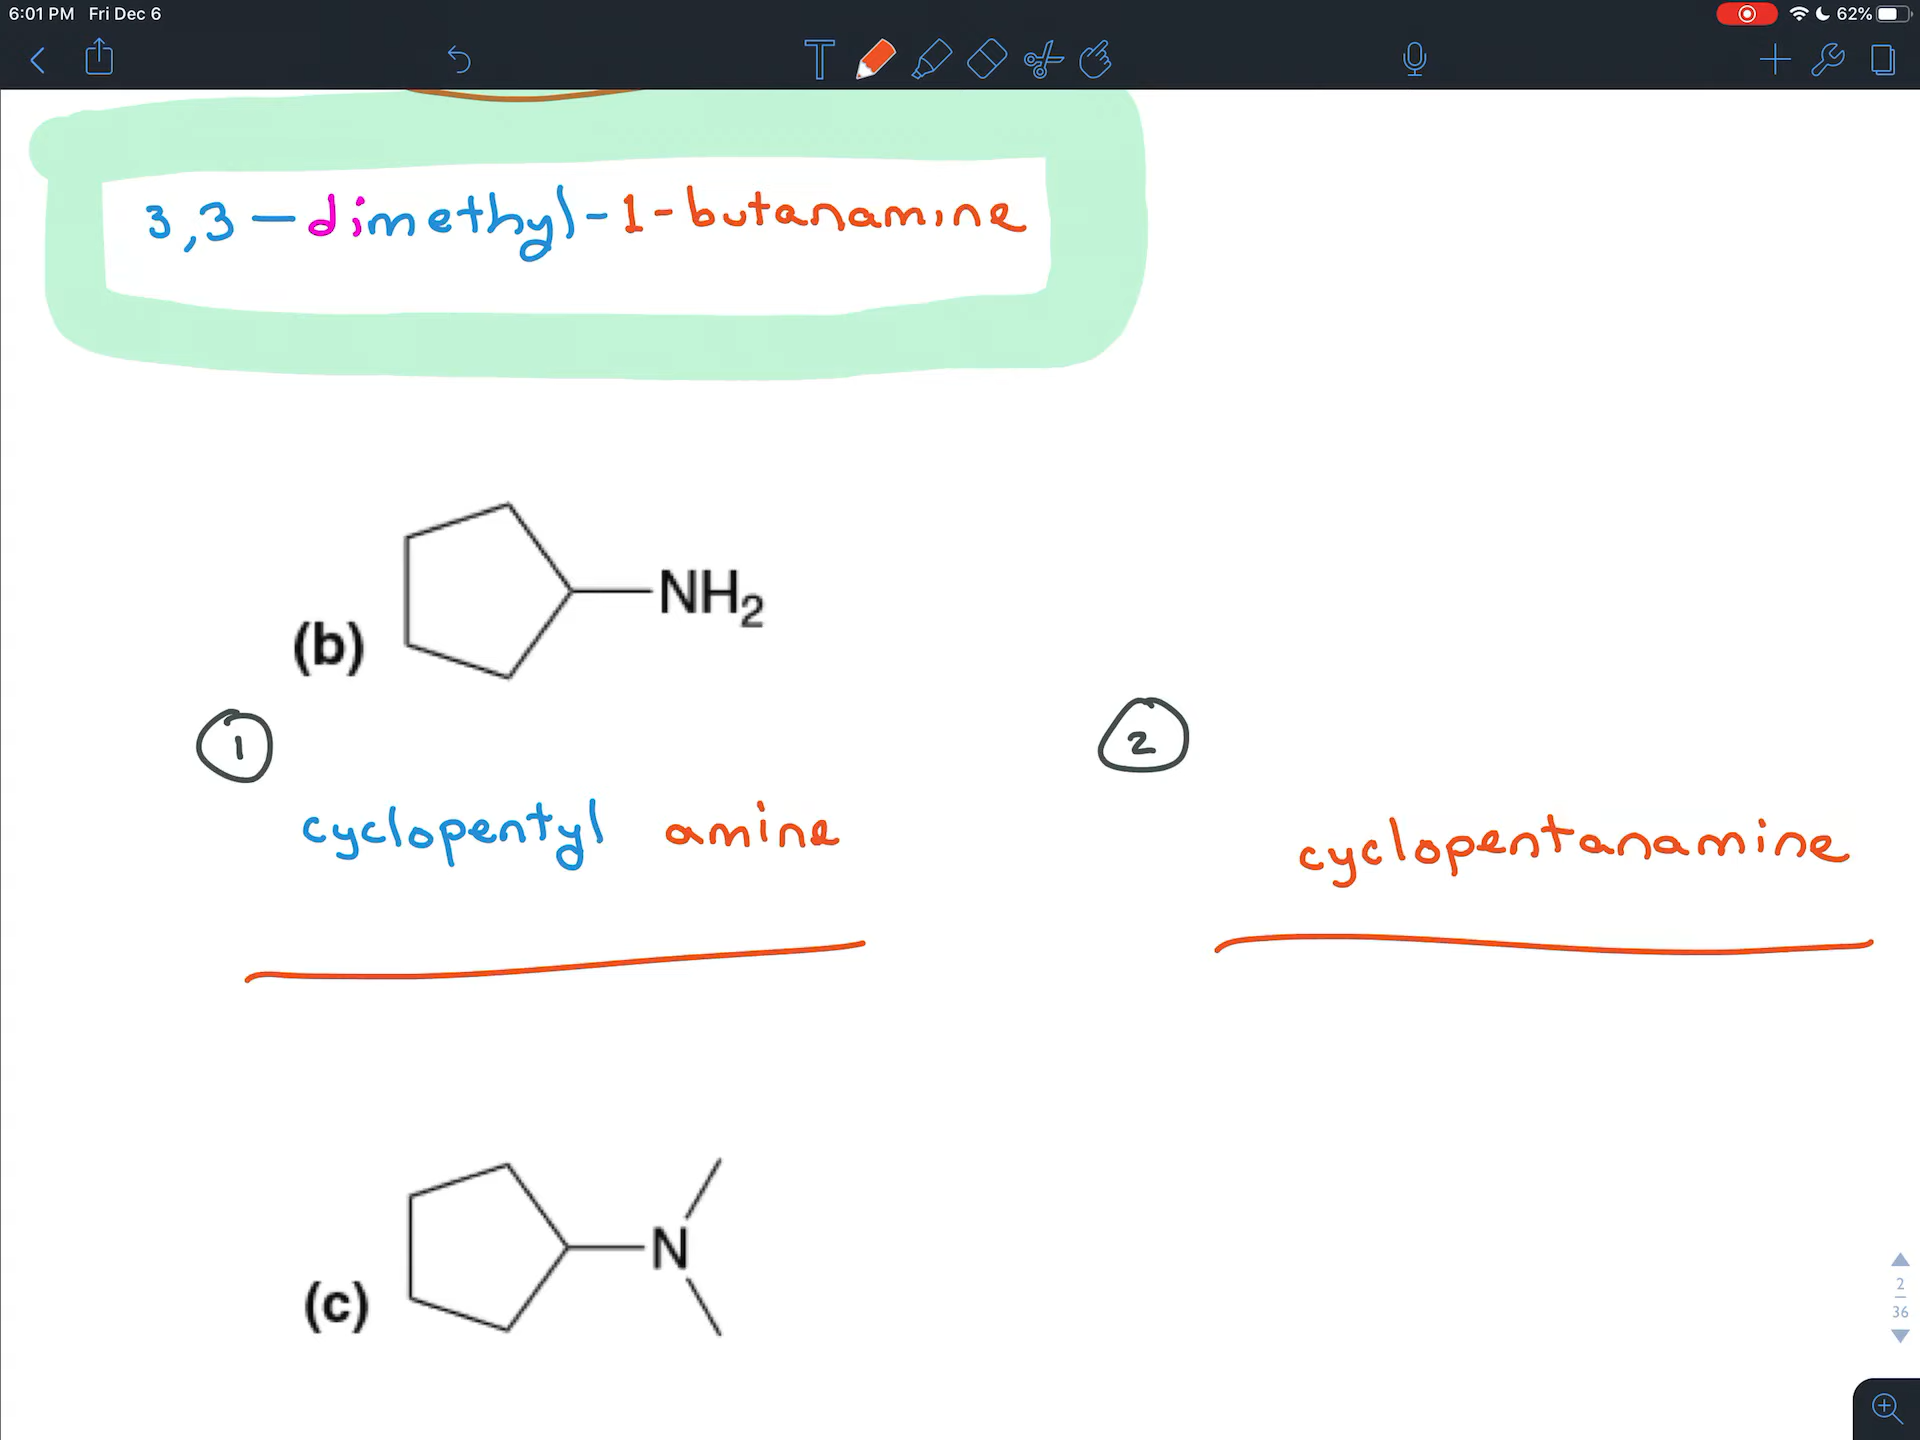 6:01 PM Fri Dec 6
62%
T
3,3-dimethyl-1-butanamine
(b)
NH2
1
2
cyclopentyl amine
cyclopentanamine
(c)
N
2
36